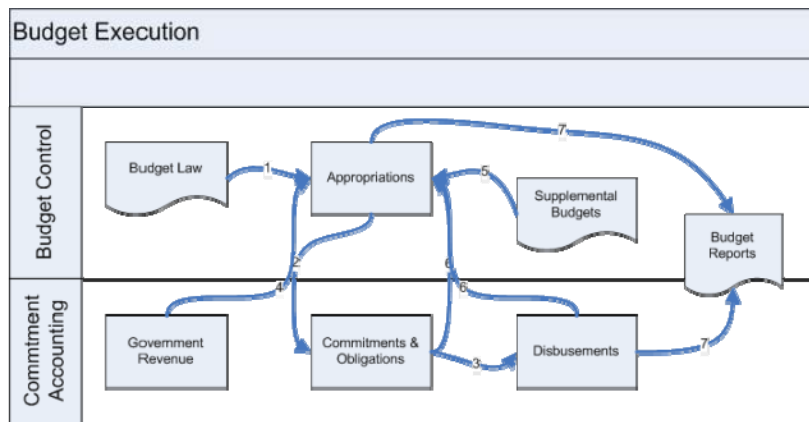 Budget Execution
Budget Control
Budget Law
1
Appropriations
7
5
Supplemental
Budgets
Budget
Reports
2
4
6
6
Commtment
Accounting
Government
Revenue
Commitments &
Obligations
3
Disbusements
7